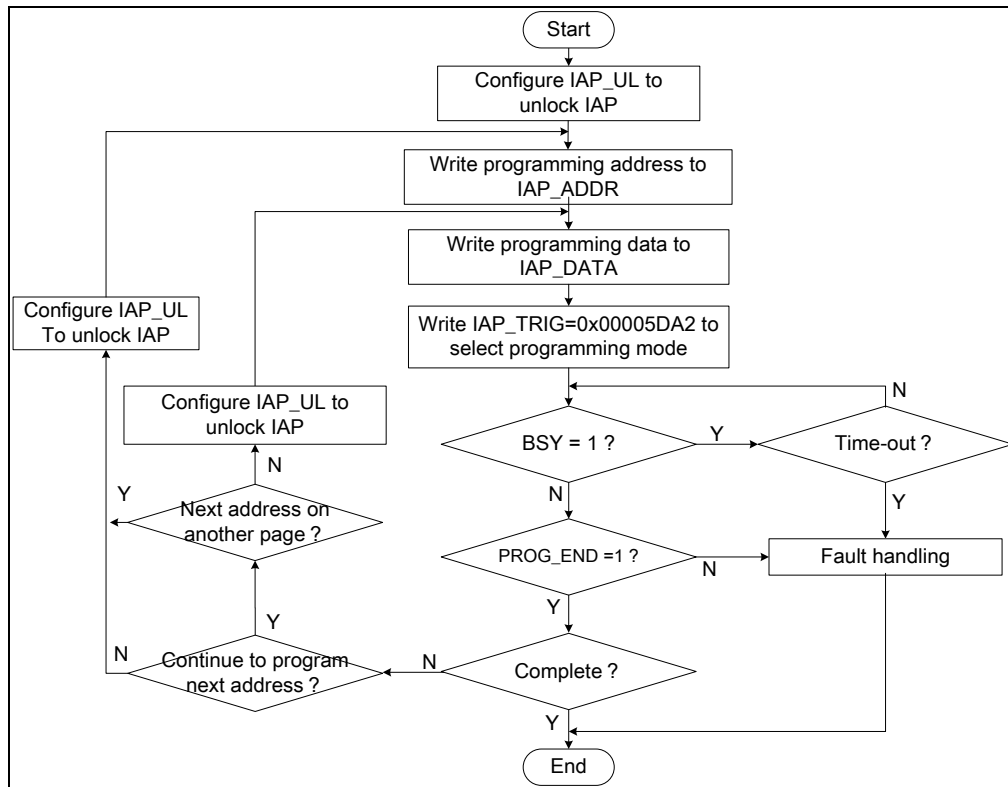 Start
Configure IAP_UL to
unlock IAP
Write programming address to
IAP_ADDR
Write programming data to
IAP_DATA
Configure IAP_UL
To unlock IAP
Write IAP_TRIG=0x00005DA2 to
select programming mode
N
Configure IAP_UL to
unlock IAP
BSY = 1 ?
Y
Time-out ?
N
Y
N
Y
Next address on
another page ?
PROG_END =1 ?
N
Fault handling
Y
Y
N
Continue to program
next address ?
N
Complete ?
Y
End